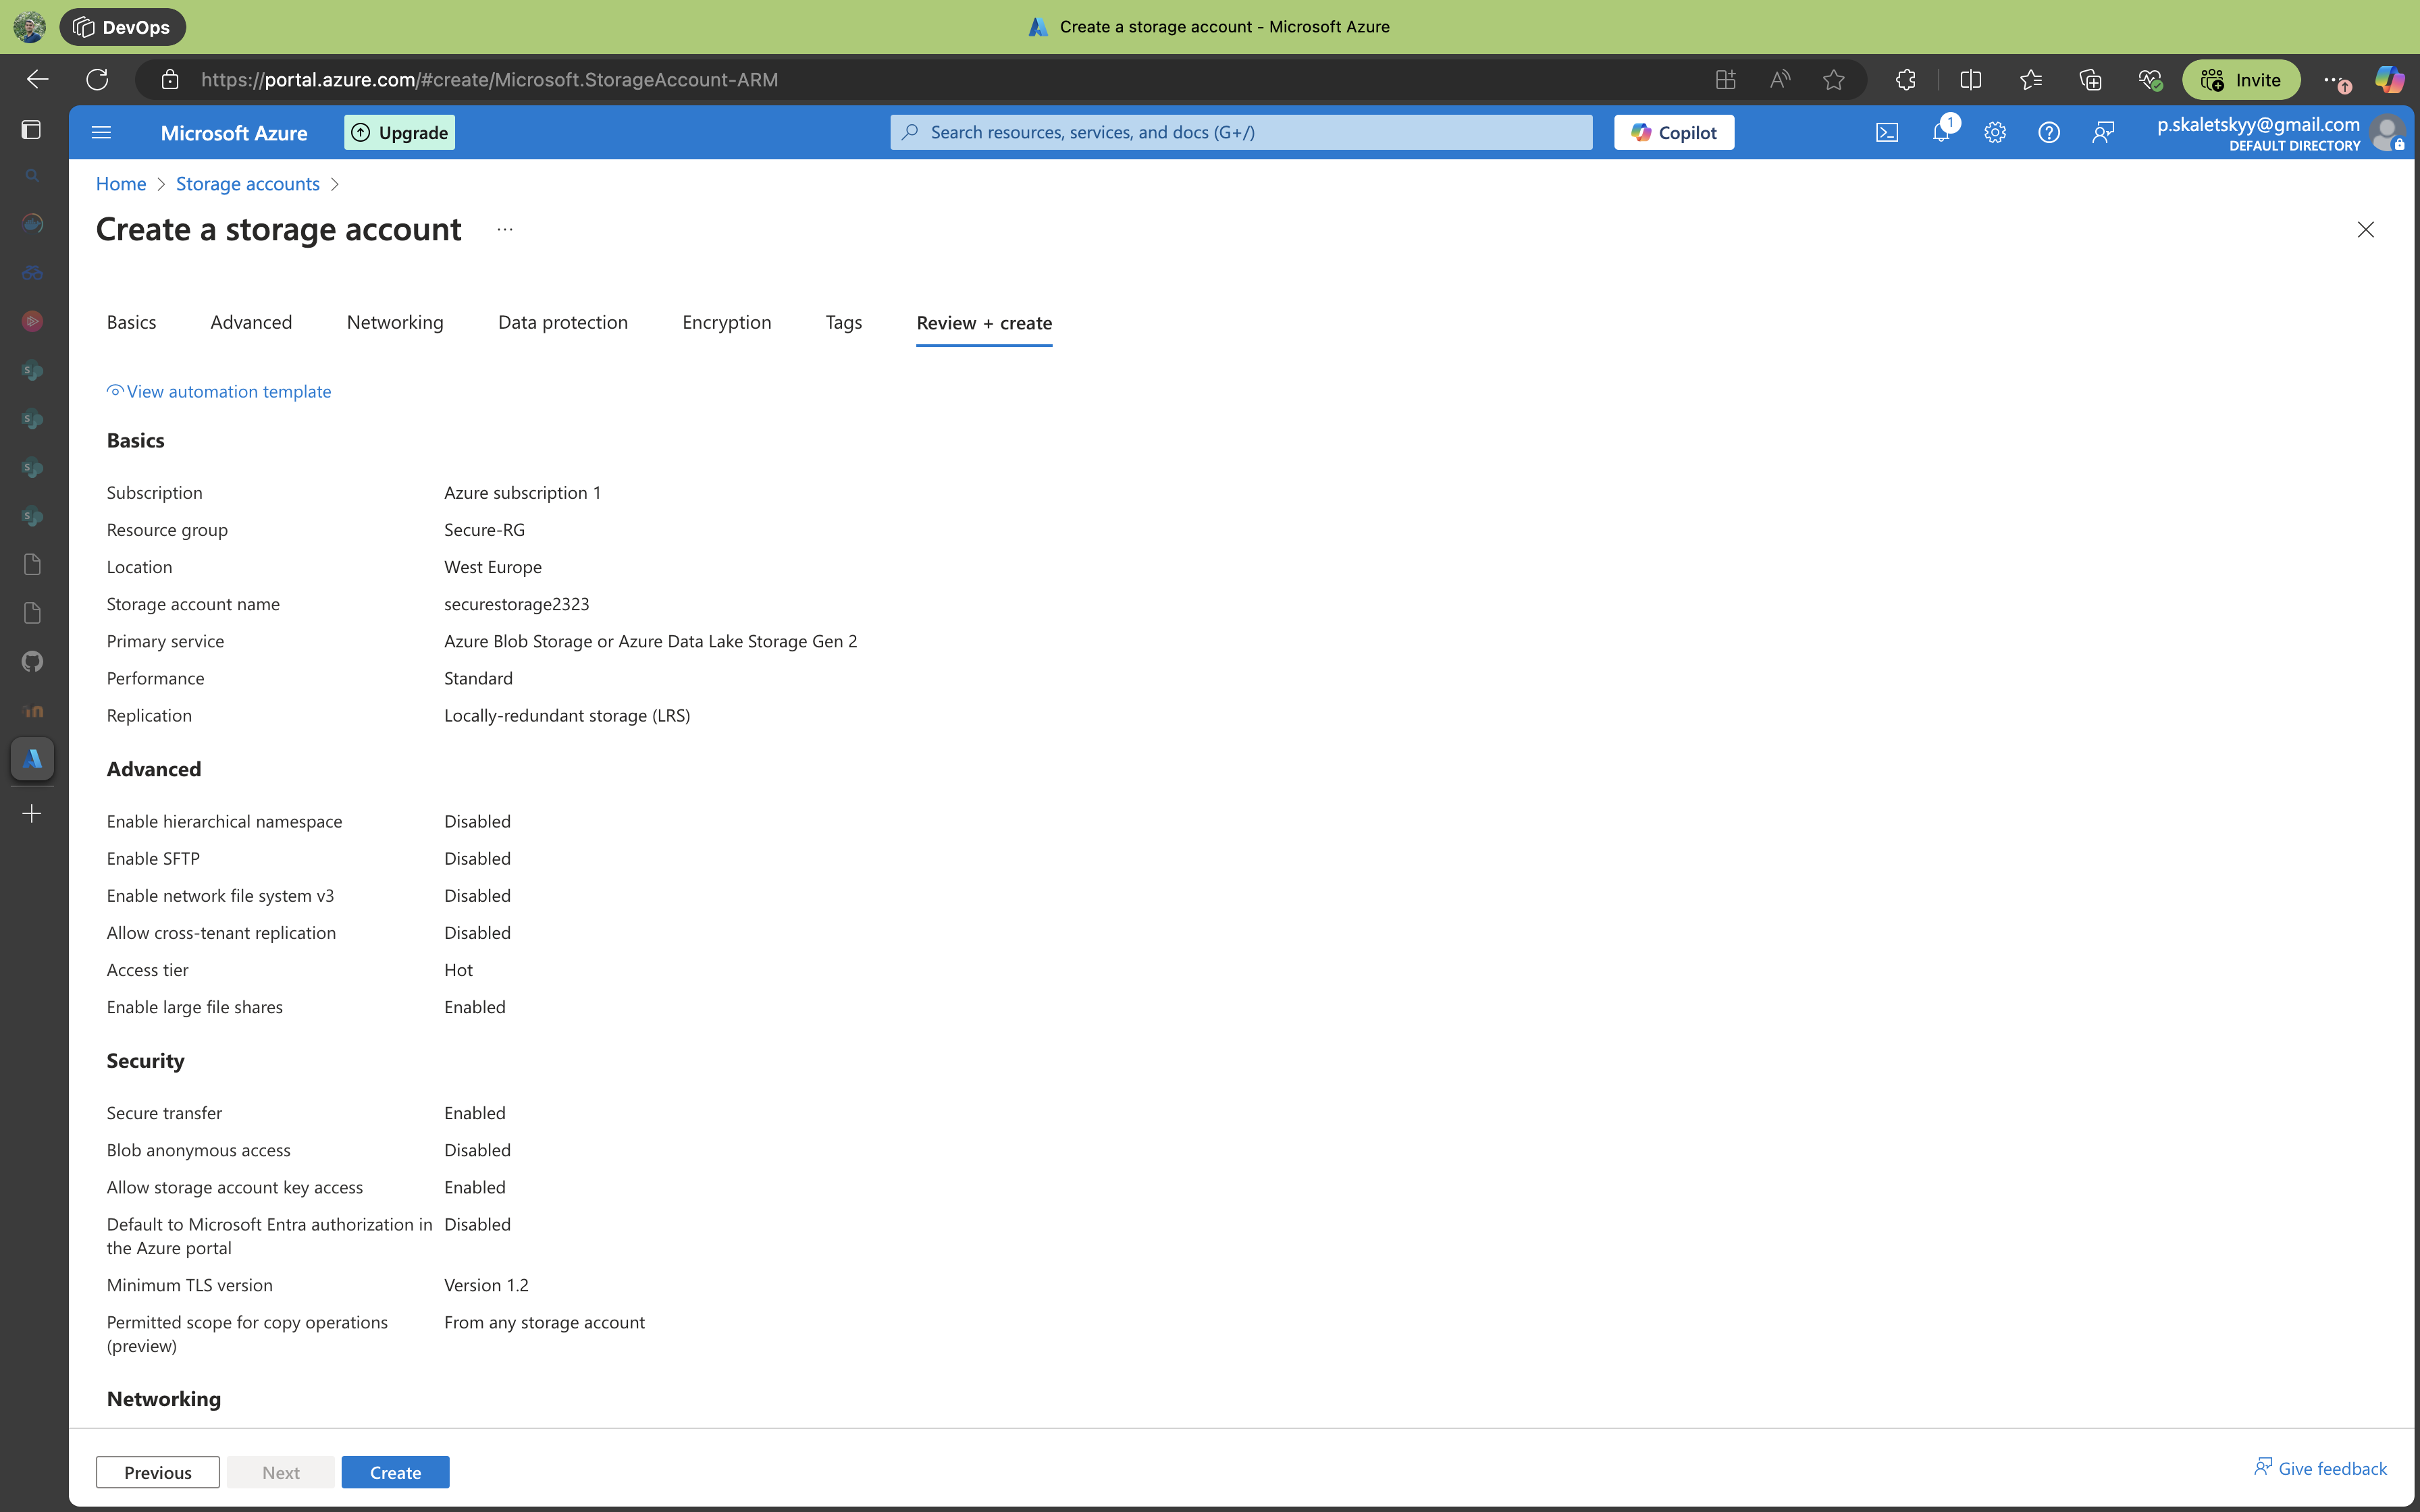 DevOps
Create a storage account - Microsoft Azure
https://portal.azure.com/#create/Microsoft.StorageAccount-ARM
Invite
Microsoft Azure
Upgrade
Search resources, services, and docs (G+/)
Copilot
1
p.skaletskyy@gmail.com
DEFAULT DIRECTORY
Home > Storage accounts >
Create a storage account ...
Basics Advanced Networking Data protection Encryption Tags Review + create
View automation template
Basics
Subscription Azure subscription 1
Resource group Secure-RG
Location West Europe
Storage account name securestorage2323
Primary service Azure Blob Storage or Azure Data Lake Storage Gen 2
Performance Standard
Replication Locally-redundant storage (LRS)
Advanced
Enable hierarchical namespace Disabled
Enable SFTP Disabled
Enable network file system v3 Disabled
Allow cross-tenant replication Disabled
Access tier Hot
Enable large file shares Enabled
Security
Secure transfer Enabled
Blob anonymous access Disabled
Allow storage account key access Enabled
Default to Microsoft Entra authorization in Disabled
the Azure portal
Minimum TLS version Version 1.2
Permitted scope for copy operations From any storage account
(preview)
Networking
Previous Next Create
Give feedback